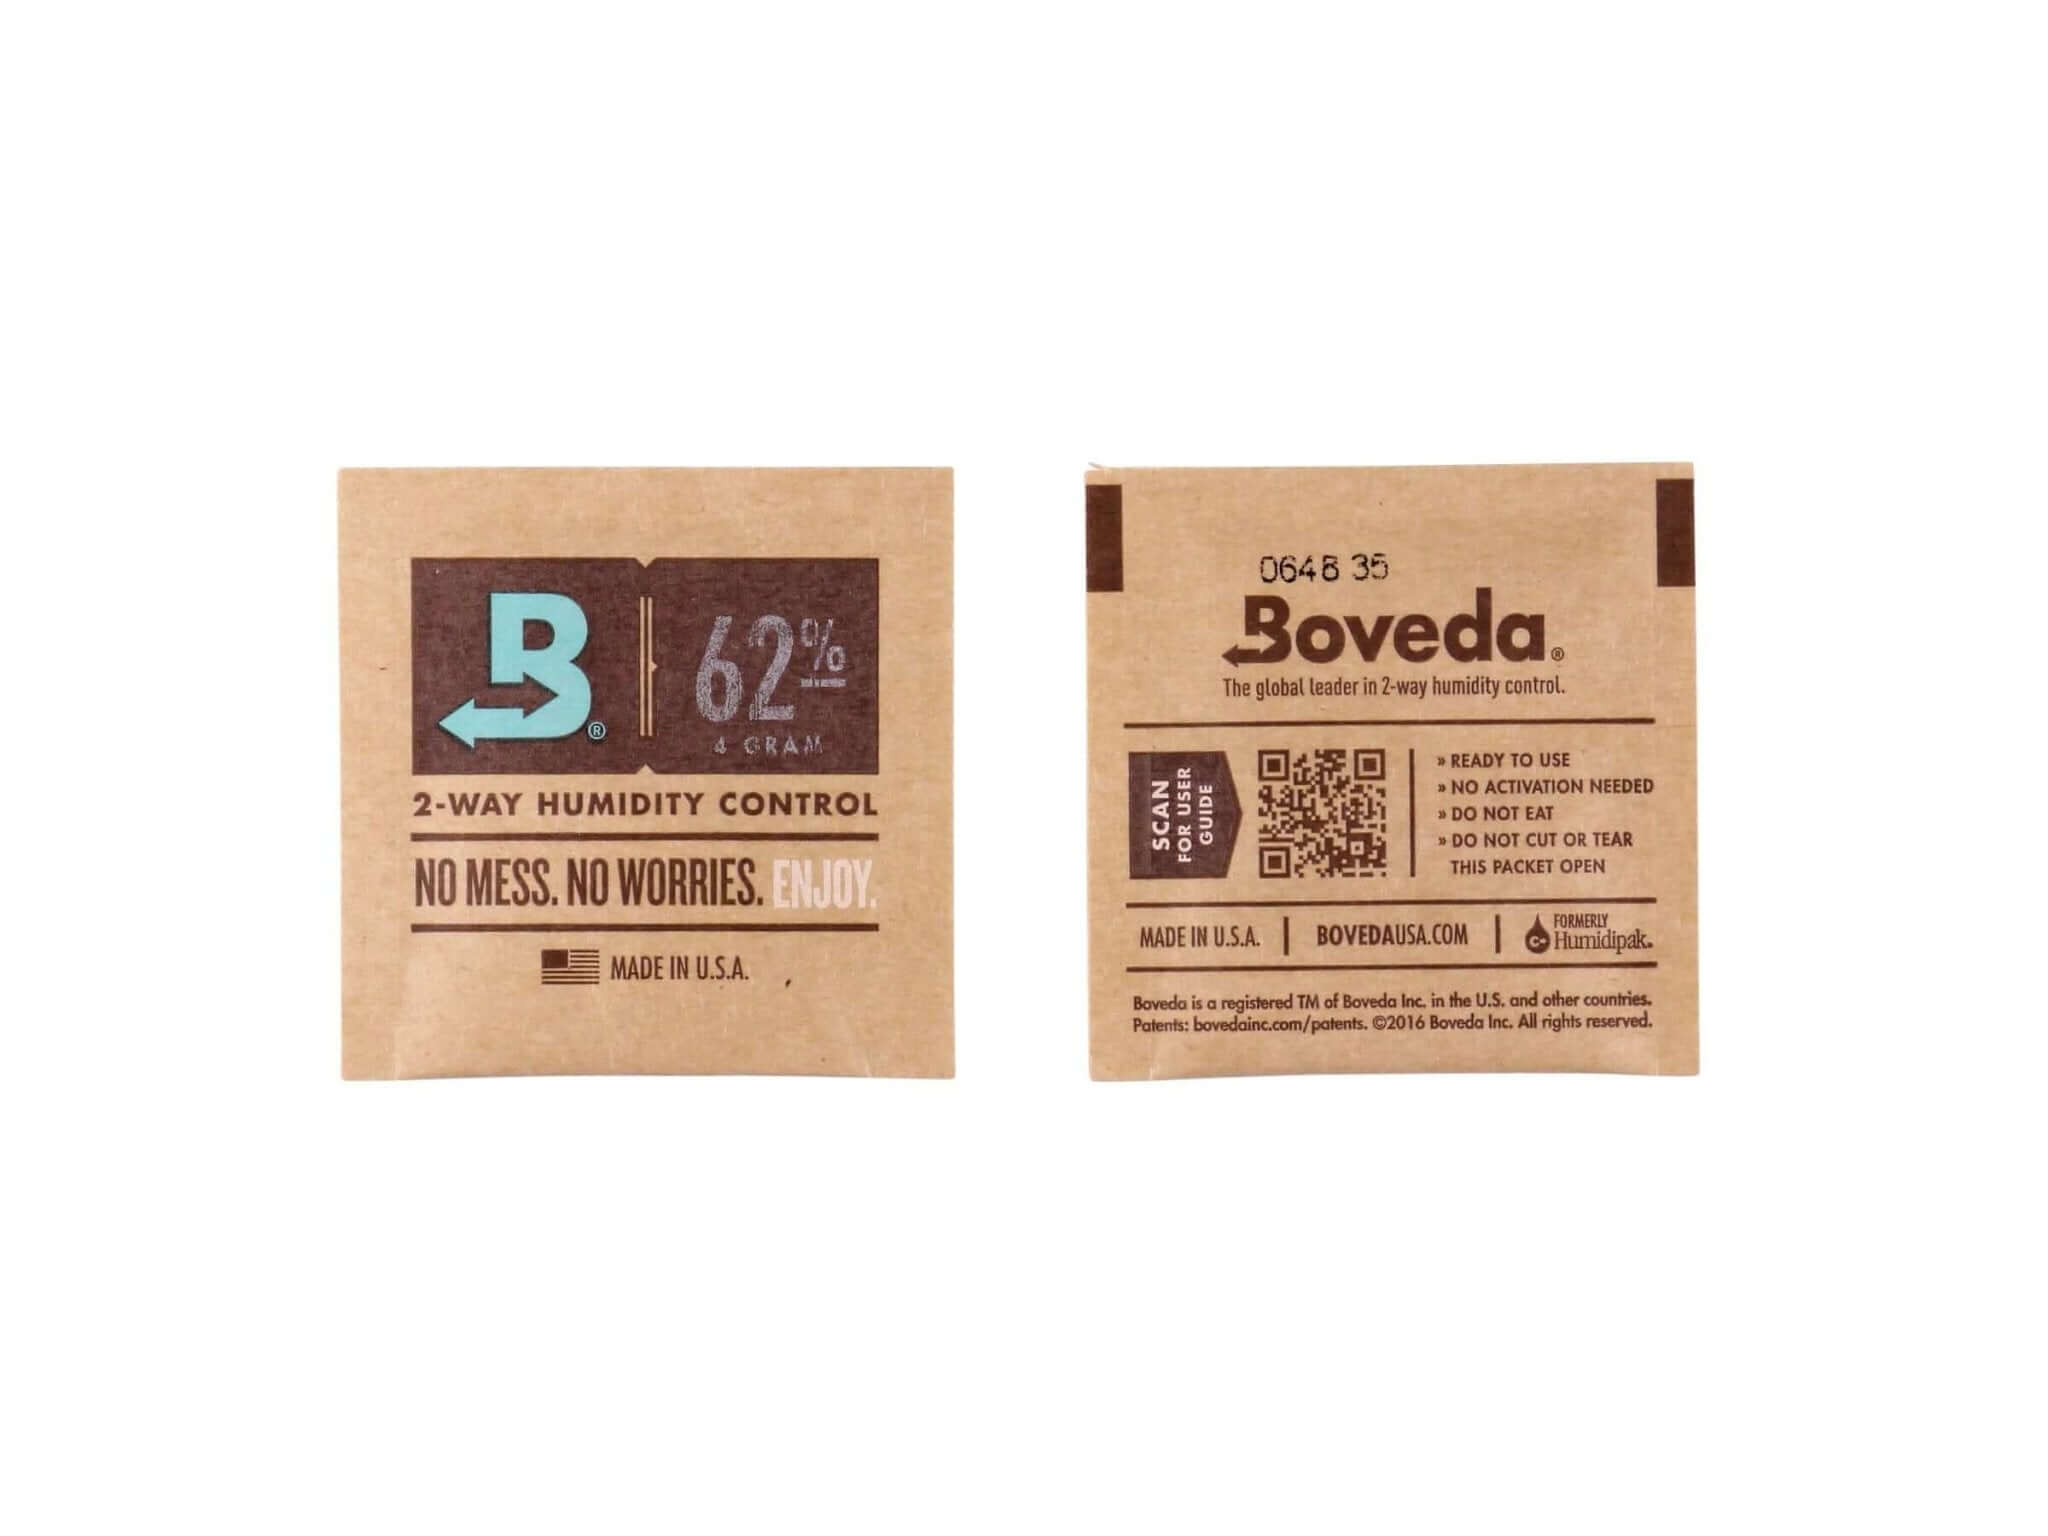 B®
62%
4 GRAM
2-WAY HUMIDITY CONTROL
NO MESS. NO WORRIES. ENJOY.
MADE IN U.S.A.
0648 35
Boveda®
The global leader in 2-way humidity control.
SCAN
FOR USER
GUIDE
» READY TO USE
» NO ACTIVATION NEEDED
» DO NOT EAT
» DO NOT CUT OR TEAR
THIS PACKET OPEN
MADE IN U.S.A. | BOVEDAUSA.COM |
FORMERLY
Humidipak.
Boveda is a registered TM of Boveda Inc. in the U.S. and other countries.
Patents: bovedainc.com/patents. ©2016 Boveda Inc. All rights reserved.